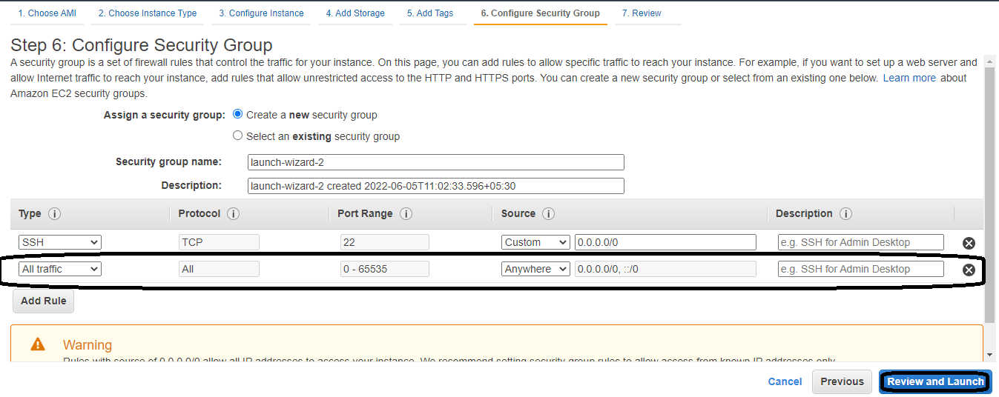 1. Choose AMI 2. Choose Instance Type 3. Configure Instance 4. Add Storage 5. Add Tags 6. Configure Security Group 7. Review
Step 6: Configure Security Group
A security group is a set of firewall rules that control the traffic for your instance. On this page, you can add rules to allow specific traffic to reach your instance. For example, if you want to set up a web server and
allow Internet traffic to reach your instance, add rules that allow unrestricted access to the HTTP and HTTPS ports. You can create a new security group or select from an existing one below. Learn more about
Amazon EC2 security groups.
Assign a security group: Create a new security group
Select an existing security group
Security group name: launch-wizard-2
Description: launch-wizard-2 created 2022-06-05T11:02:33.596+05:30
Type i Protocol i Port Range i Source i Description i
SSH TCP 22 Custom 0.0.0.0/0 e.g. SSH for Admin Desktop
All traffic All 0 - 65535 Anywhere 0.0.0.0/0, ::/0 e.g. SSH for Admin Desktop
Add Rule
Warning
Rules with source of 0.0.0.0/0 allow all IP addresses to access your instance. We recommend setting security group rules to allow access from known IP addresses only.
Cancel Previous Review and Launch